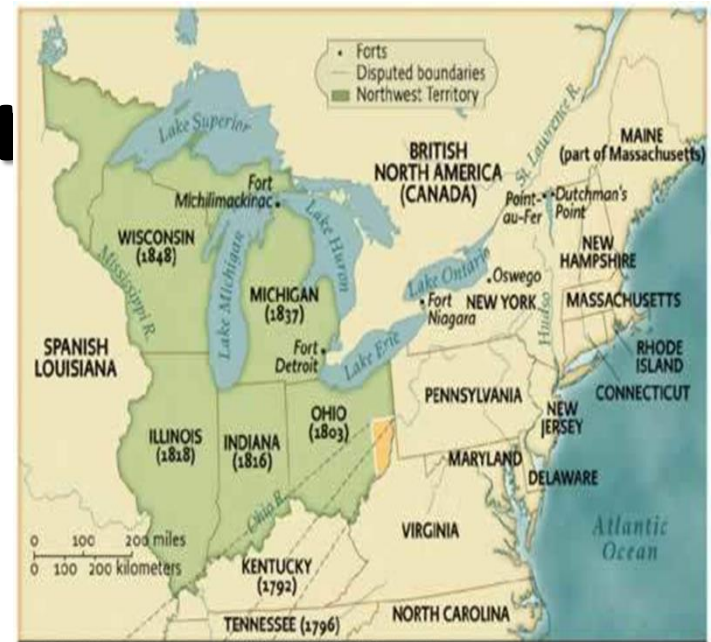 Forts
Disputed boundaries
Northwest Territory
Lake Superior
BRITISH
NORTH AMERICA
(CANADA)
St. Lawrence R.
MAINE
(part of Massachusetts)
Fort
Michilimackinac
Point-
au-Fer
Dutchman's
Point
WISCONSIN
(1848)
Mississippi R.
Lake Michigan
Lake Huron
MICHIGAN
(1837)
Lake Ontario
Oswego
Fort
Niagara
NEW YORK
Hudso
NEW
HAMPSHIRE
MASSACHUSETTS
SPANISH
LOUISIANA
Fort
Detroit
Lake Erie
RHODE
ISLAND
CONNECTICUT
PENNSYLVANIA
NEW
JERSEY
ILLINOIS
(1818)
INDIANA
(1816)
OHIO
(1803)
MARYLAND
DELAWARE
Ohio R.
VIRGINIA
Atlantic
Ocean
0 100 200 miles
0 100 200 kilometers
KENTUCKY
(1792)
TENNESSEE (1796)
NORTH CAROLINA